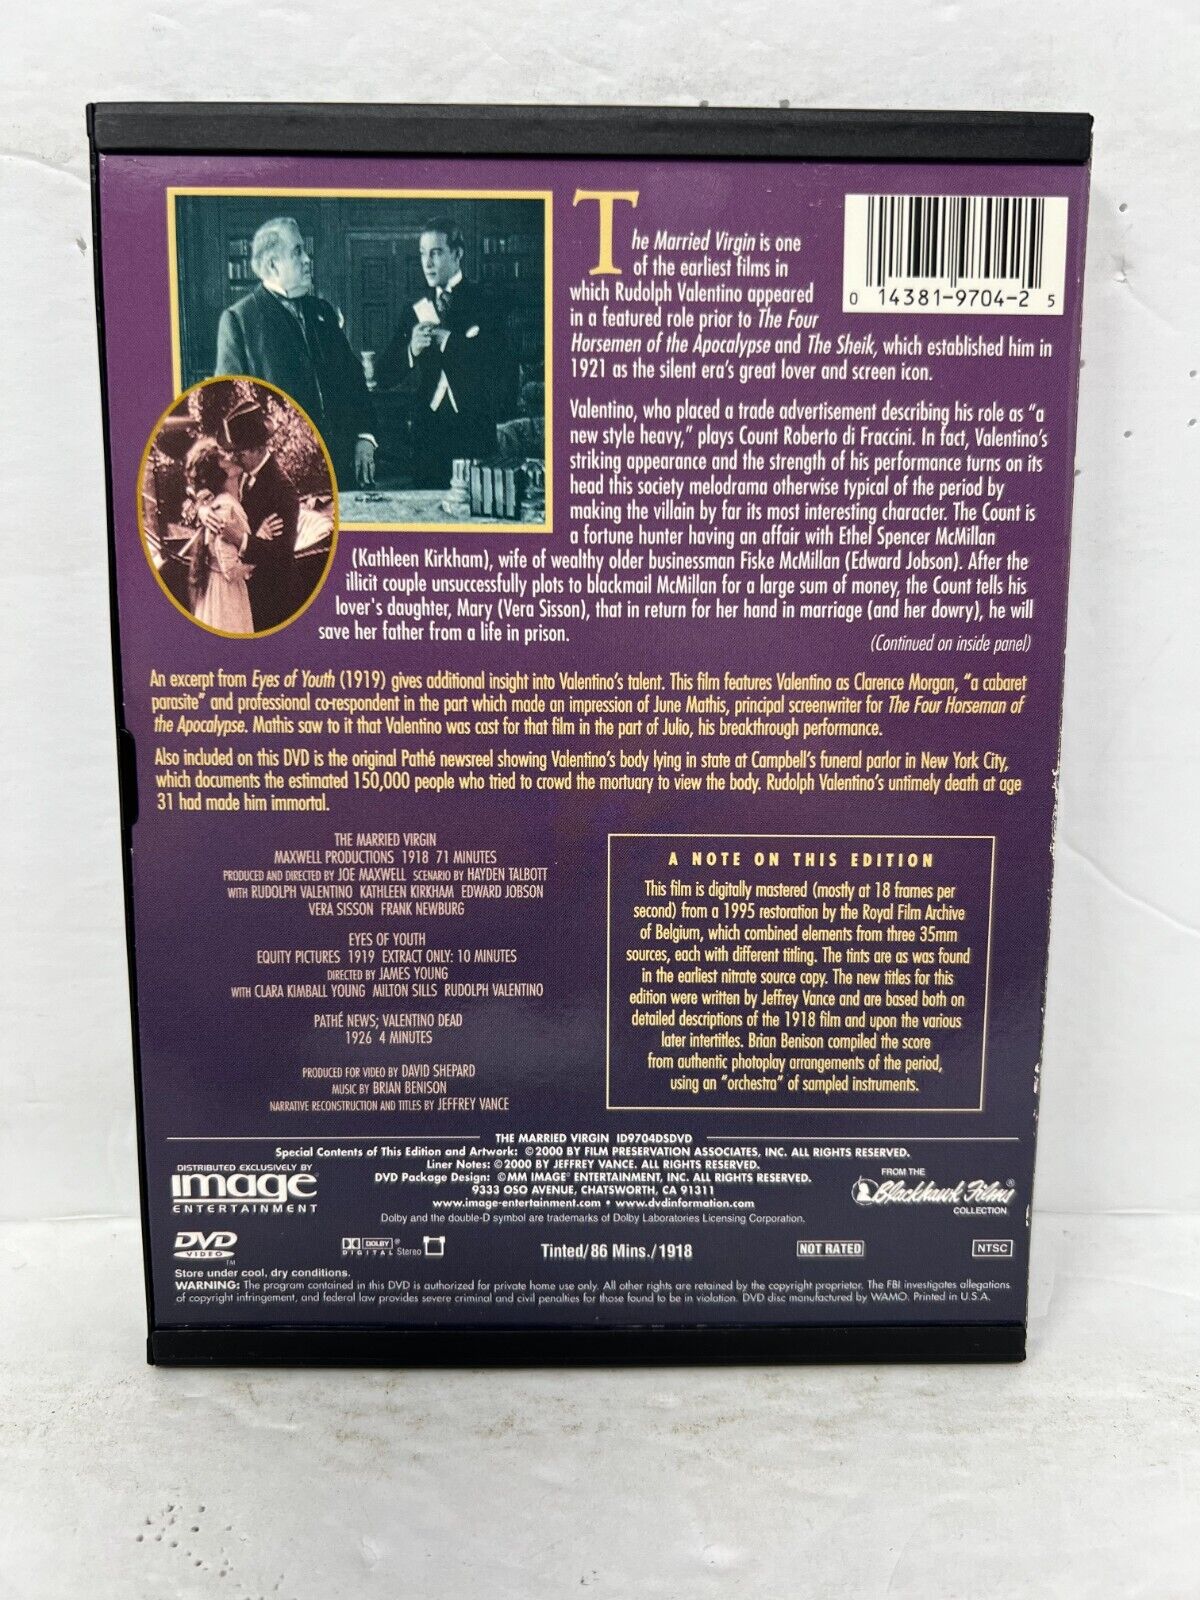 The Married Virgin is one
of the earliest films in
which Rudolph Valentino appeared
in a featured role prior to The Four
Horsemen of the Apocalypse and The Sheik, which established him in
1921 as the silent era's great lover and screen icon.
0 14381-9704-2 5
Valentino, who placed a trade advertisement describing his role as "a
new style heavy," plays Count Roberto di Fraccini. In fact, Valentino's
striking appearance and the strength of his performance turns on its
head this society melodrama otherwise typical of the period by
making the villain by far its most interesting character. The Count is
a fortune hunter having an affair with Ethel Spencer McMillan
(Kathleen Kirkham), wife of wealthy older businessman Fiske McMillan (Edward Jobson). After the
illicit couple unsuccessfully plots to blackmail McMillan for a large sum of money, the Count tells his
lover's daughter, Mary (Vera Sisson), that in return for her hand in marriage (and her dowry), he will
save her father from a life in prison.
(Continued on inside panel)
An excerpt from Eyes of Youth (1919) gives additional insight into Valentino's talent. This film features Valentino as Clarence Morgan, "a cabaret
parasite" and professional co-respondent in the part which made an impression of June Mathis, principal screenwriter for The Four Horseman of
the Apocalypse. Mathis saw to it that Valentino was cast for that film in the part of Julio, his breakthrough performance.
Also included on this DVD is the original Pathé newsreel showing Valentino's body lying in state at Campbell's funeral parlor in New York City,
which documents the estimated 150,000 people who tried to crowd the mortuary to view the body. Rudolph Valentino's untimely death at age
31 had made him immortal.
THE MARRIED VIRGIN
MAXWELL PRODUCTIONS 1918 71 MINUTES
PRODUCED AND DIRECTED BY JOE MAXWELL SCENARIO BY HAYDEN TALBOTT
WITH RUDOLPH VALENTINO KATHLEEN KIRKHAM EDWARD JOBSON
VERA SISSON FRANK NEWBURG
EYES OF YOUTH
EQUITY PICTURES 1919 EXTRACT ONLY: 10 MINUTES
DIRECTED BY JAMES YOUNG
WITH CLARA KIMBALL YOUNG MILTON SILLS RUDOLPH VALENTINO
PATHÉ NEWS; VALENTINO DEAD
1926 4 MINUTES
PRODUCED FOR VIDEO BY DAVID SHEPARD
MUSIC BY BRIAN BENISON
NARRATIVE RECONSTRUCTION AND TITLES BY JEFFREY VANCE
A NOTE ON THIS EDITION
This film is digitally mastered (mostly at 18 frames per
second) from a 1995 restoration by the Royal Film Archive
of Belgium, which combined elements from three 35mm
sources, each with different titling. The tints are as was found
in the earliest nitrate source copy. The new titles for this
edition were written by Jeffrey Vance and are based both on
detailed descriptions of the 1918 film and upon the various
later intertitles. Brian Benison compiled the score
from authentic photoplay arrangements of the period,
using an "orchestra" of sampled instruments.
THE MARRIED VIRGIN ID9704DSDVD
Special Contents of This Edition and Artwork: ©2000 BY FILM PRESERVATION ASSOCIATES, INC. ALL RIGHTS RESERVED.
Liner Notes: ©2000 BY JEFFREY VANCE. ALL RIGHTS RESERVED.
DVD Package Design: ©MM IMAGE® ENTERTAINMENT, INC. ALL RIGHTS RESERVED.
9333 OSO AVENUE, CHATSWORTH, CA 91311
www.image-entertainment.com • www.dvdinformation.com
Dolby and the double-D symbol are trademarks of Dolby Laboratories Licensing Corporation.
DISTRIBUTED EXCLUSIVELY BY
image
ENTERTAINMENT
FROM THE
Blackhawk Films®
COLLECTION
DVD
VIDEO
TM
DOLBY®
DIGITAL Stereo
Tinted/86 Mins./1918
NOT RATED
NTSC
Store under cool, dry conditions.
WARNING: The program contained in this DVD is authorized for private home use only. All other rights are retained by the copyright proprietor. The FBI investigates allegations
of copyright infringement, and federal law provides severe criminal and civil penalties for those found to be in violation. DVD disc manufactured by WAMO. Printed in U.S.A.